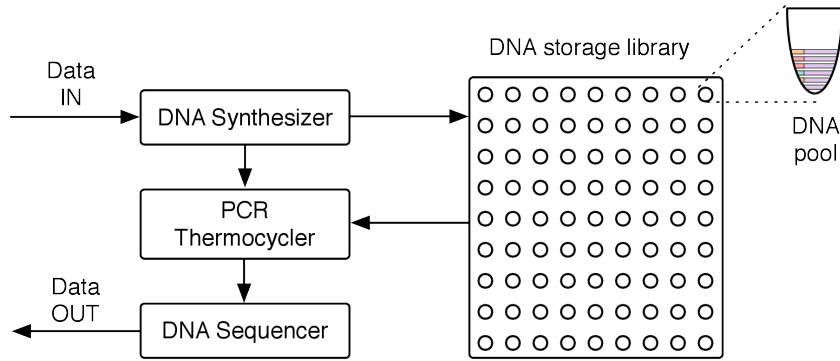 DNA storage library
Data
IN
DNA Synthesizer
DNA
pool
PCR
Thermocycler
Data
OUT
DNA Sequencer